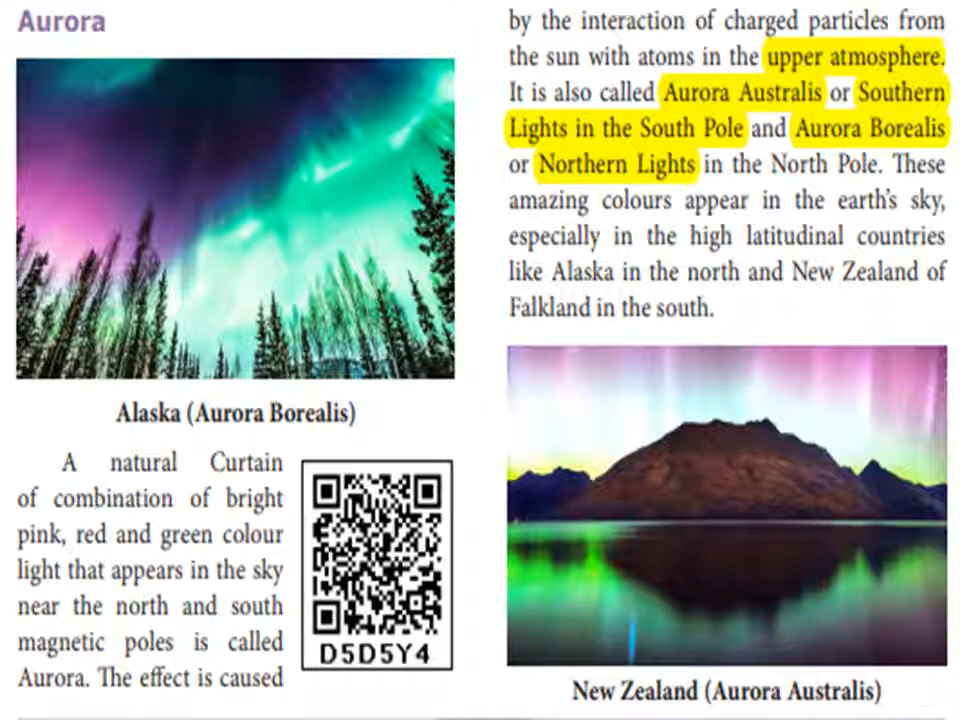 Aurora
Alaska (Aurora Borealis)
A natural Curtain
of combination of bright
pink, red and green colour
light that appears in the sky
near the north and south
magnetic poles is called
Aurora. The effect is caused
D5D5Y4
by the interaction of charged particles from
the sun with atoms in the upper atmosphere.
It is also called Aurora Australis or Southern
Lights in the South Pole and Aurora Borealis
or Northern Lights in the North Pole. These
amazing colours appear in the earth's sky,
especially in the high latitudinal countries
like Alaska in the north and New Zealand of
Falkland in the south.
New Zealand (Aurora Australis)